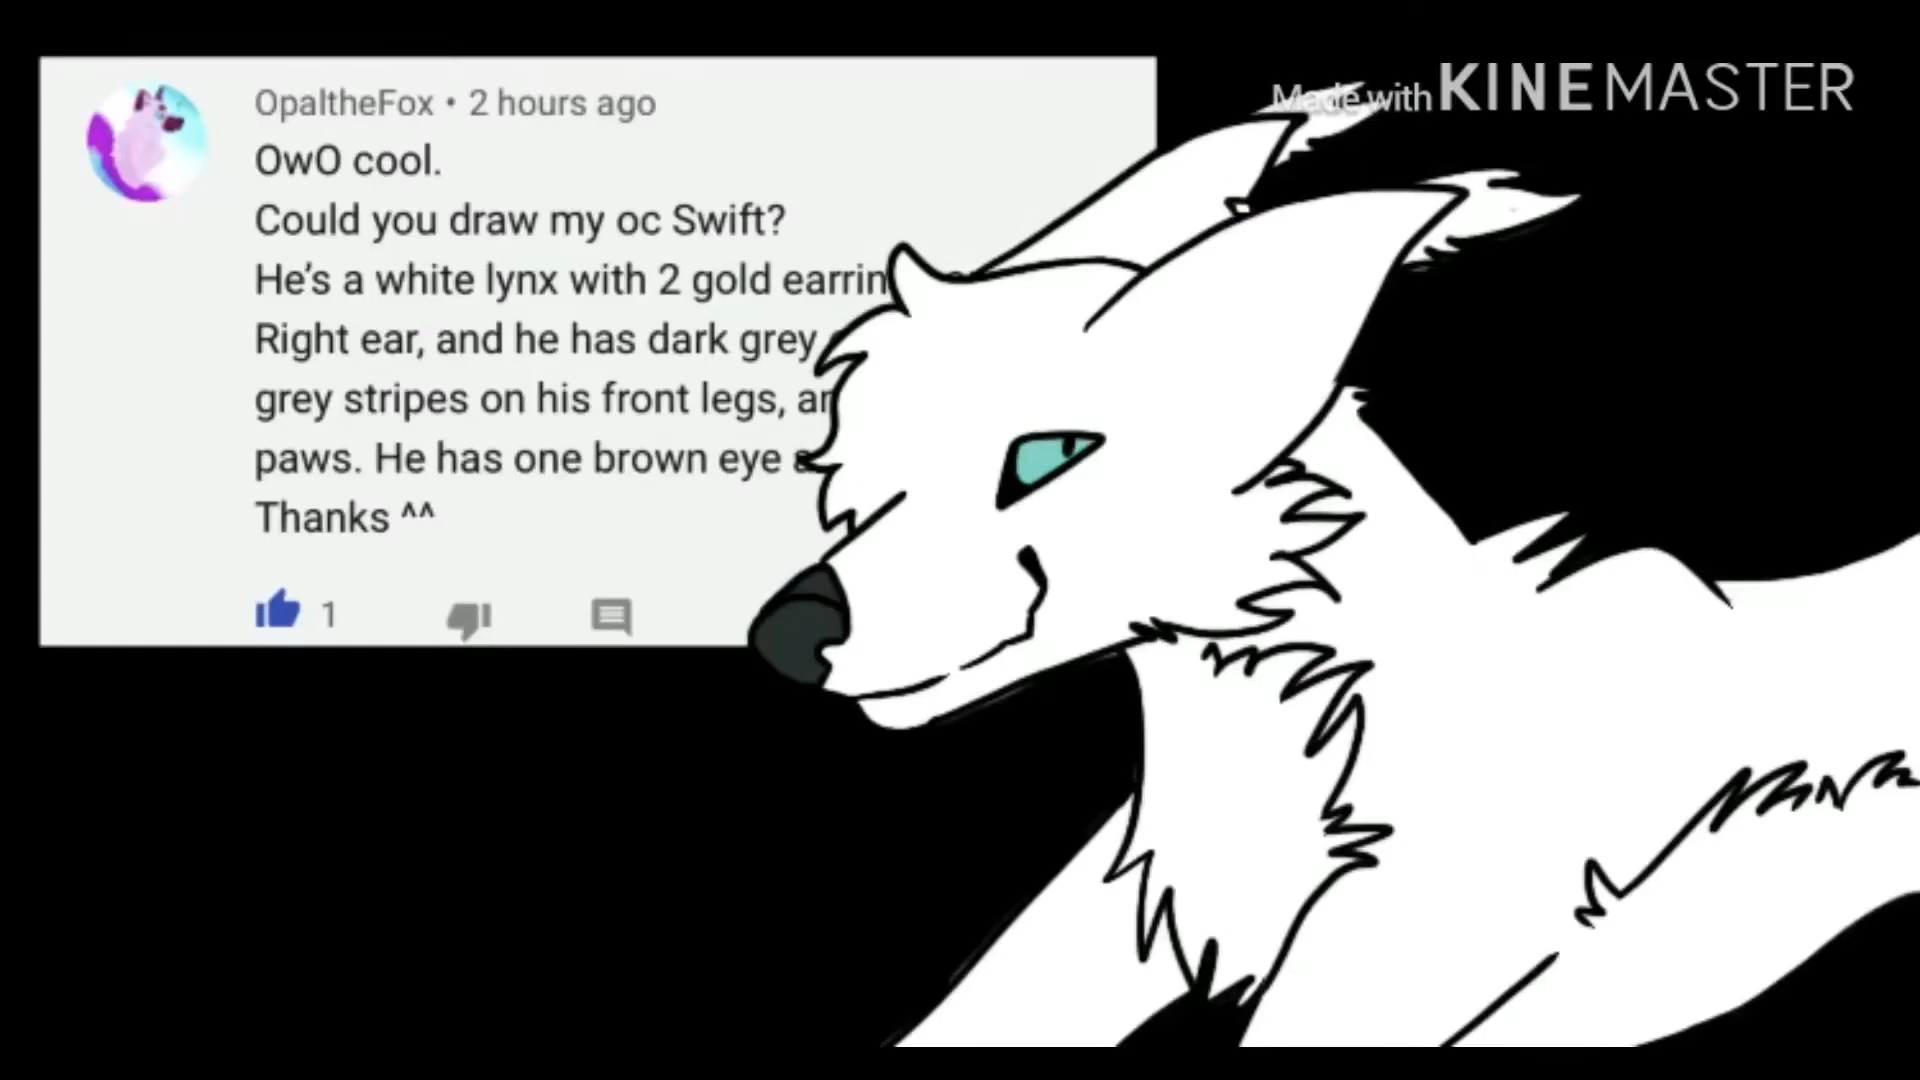 Made with KINEMASTER
OpaltheFox • 2 hours ago
OwO cool.
Could you draw my oc Swift?
He's a white lynx with 2 gold
Right ear, and he has dark grey
grey stripes on his front legs,
paws. He has one brown eye
Thanks ^^
1